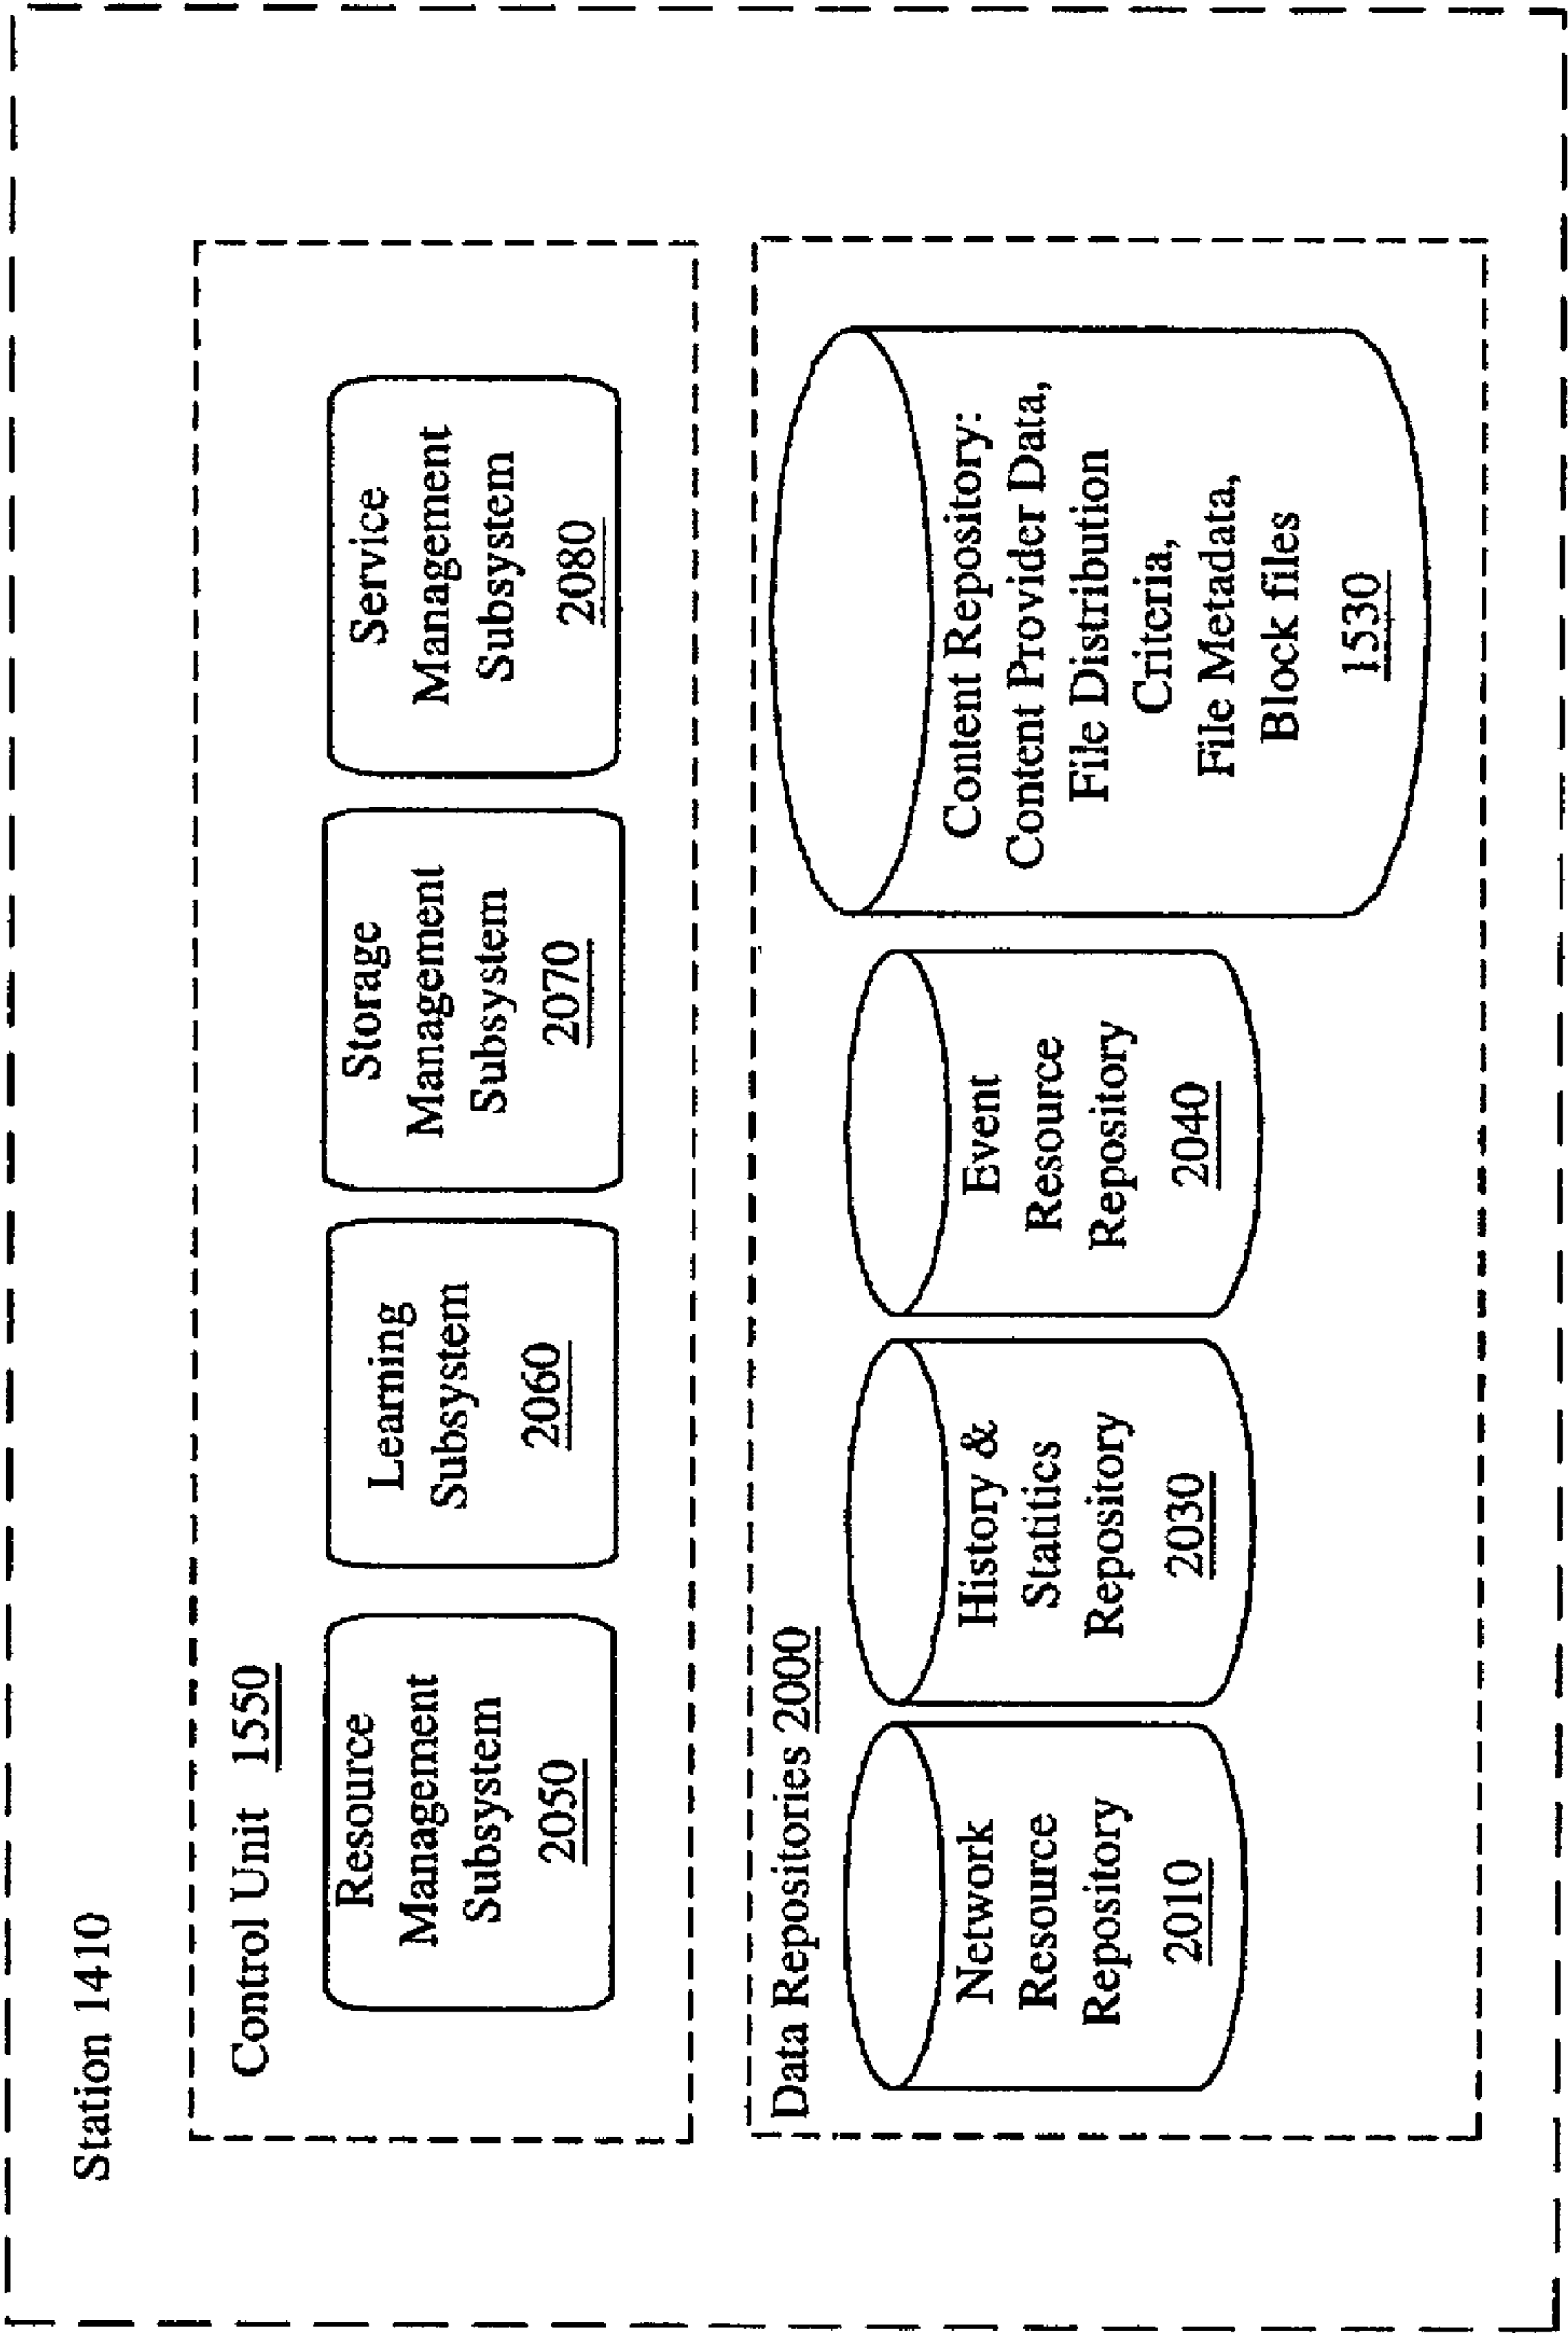 Station 1410
Control Unit 1550
Resource
Management
Subsystem
2050
Learning
Subsystem
2060
Storage
Management
Subsystem
2070
Service
Management
Subsystem
2080
Data Repositories 2000
Network
Resource
Repository
2010
History &
Statitics
Repository
2030
Event
Resource
Repository
2040
Content Repository:
Content Provider Data,
File Distribution
Criteria,
File Metadata,
Block files
1530